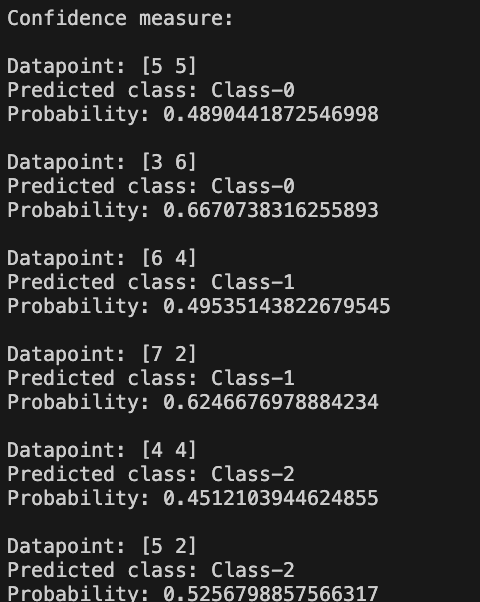 Confidence measure:
Datapoint: [5 5]
Predicted class: Class-0
Probability: 0.4890441872546998
Datapoint: [3 6]
Predicted class: Class-0
Probability: 0.6670738316255893
Datapoint: [6 4]
Predicted class: Class-1
Probability: 0.49535143822679545
Datapoint: [7 2]
Predicted class: Class-1
Probability: 0.6246676978884234
Datapoint: [4 4]
Predicted class: Class-2
Probability: 0.4512103944624855
Datapoint: [5 2]
Predicted class: Class-2
Probability: 0.5256798857566317